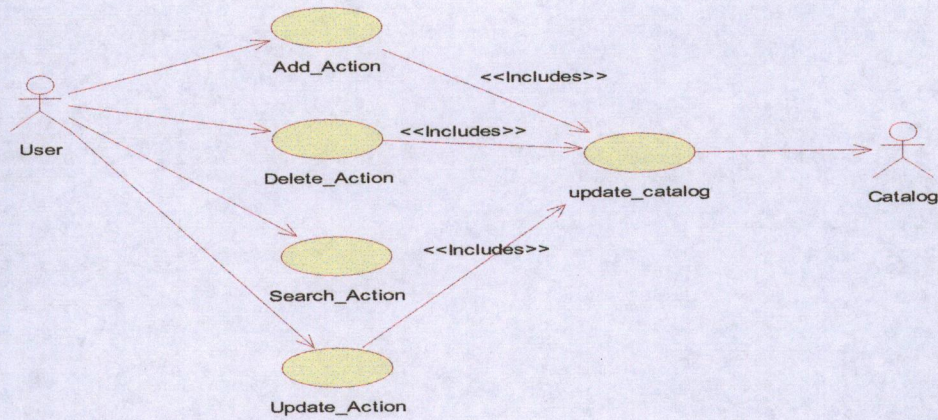 Add_Action
<<Includes>>
User
<<Includes>>
Delete_Action
update_catalog
Catalog
<<Includes>>
Search_Action
Update_Action